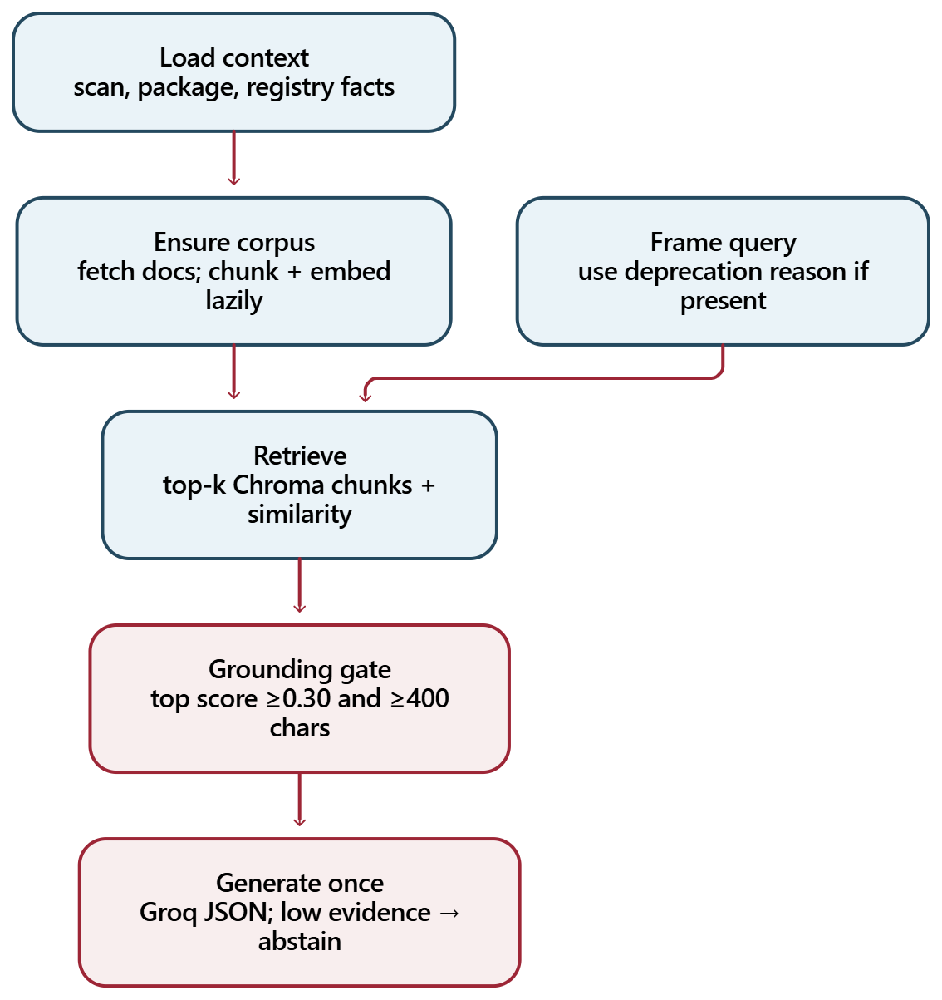 Load context
scan, package, registry facts
Ensure corpus
fetch docs; chunk + embed
lazily
Frame query
use deprecation reason if
present
Retrieve
top-k Chroma chunks +
similarity
Grounding gate
top score ≥0.30 and ≥400
chars
Generate once
Groq JSON; low evidence →
abstain